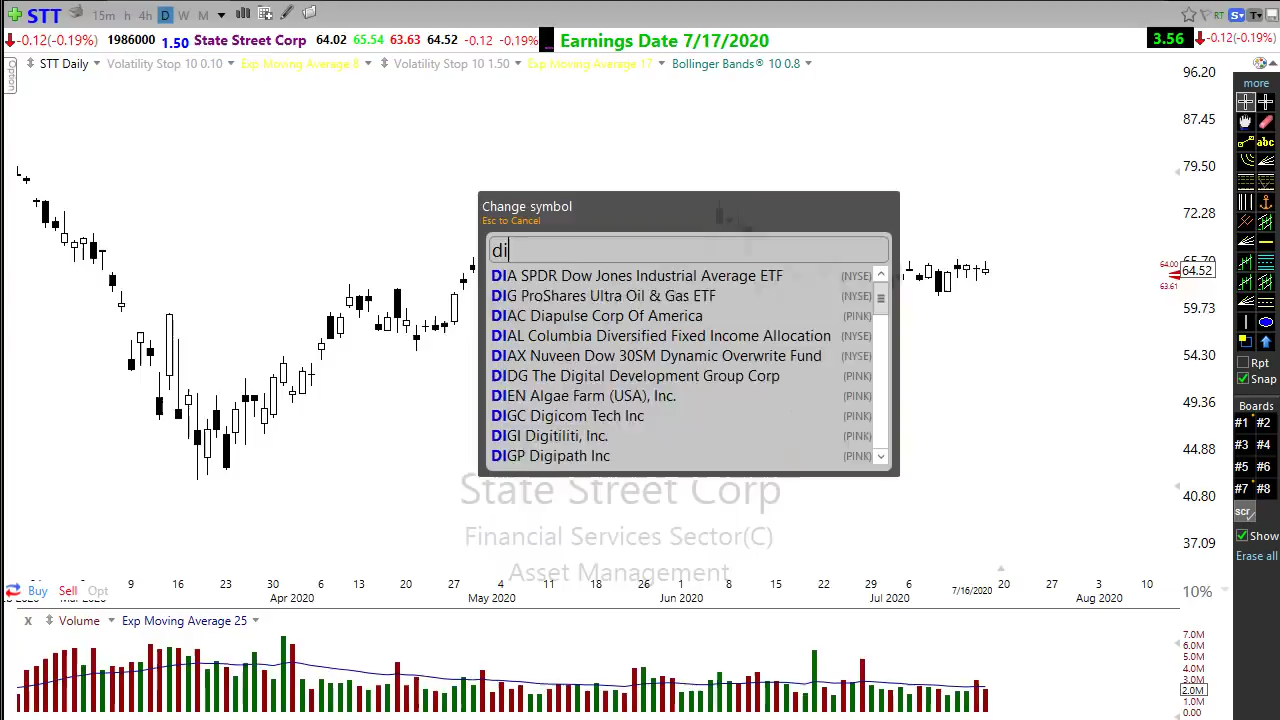 STT 15m h 4h D W M RT S T
-0.12(-0.19%) 1986000 1.50 State Street Corp 64.02 65.54 63.63 64.52 -0.12 -0.19% Earnings Date 7/17/2020 3.56 -0.12(-0.19%)
STT Daily Volatility Stop 10 0.10 Exp Moving Average 8 Volatility Stop 10 1.50 Exp Moving Average 17 Bollinger Bands® 10 0.8
Option
96.20
more
87.45
abc
79.50
72.28
64.00
64.52
63.61
59.73
54.30
49.36
44.88
40.80
37.09
Change symbol
Esc to Cancel
di
DIA SPDR Dow Jones Industrial Average ETF (NYSE)
DIG ProShares Ultra Oil & Gas ETF (NYSE)
DIAC Diapulse Corp Of America (PINK)
DIAL Columbia Diversified Fixed Income Allocation (NYSE)
DIAX Nuveen Dow 30SM Dynamic Overwrite Fund (NYSE)
DIDG The Digital Development Group Corp (PINK)
DIEN Algae Farm (USA), Inc. (PINK)
DIGC Digicom Tech Inc (PINK)
DIGI Digitiliti, Inc. (PINK)
DIGP Digipath Inc (PINK)
State Street Corp
Financial Services Sector(C)
Asset Management
Rpt
Snap
Boards
#1 #2
#3 #4
#5 #6
#7 #8
scr
Show
Erase all
9 16 23 30 6 13 20 27 4 11 18 26 8 15 22 29 6 7/16/2020 20 27 3 10
Buy Sell Opt
10%
Apr 2020 May 2020 Jun 2020 Jul 2020 Aug 2020
x Volume Exp Moving Average 25
7.0M
6.0M
5.0M
4.0M
3.0M
2.0M
1.0M
0.00